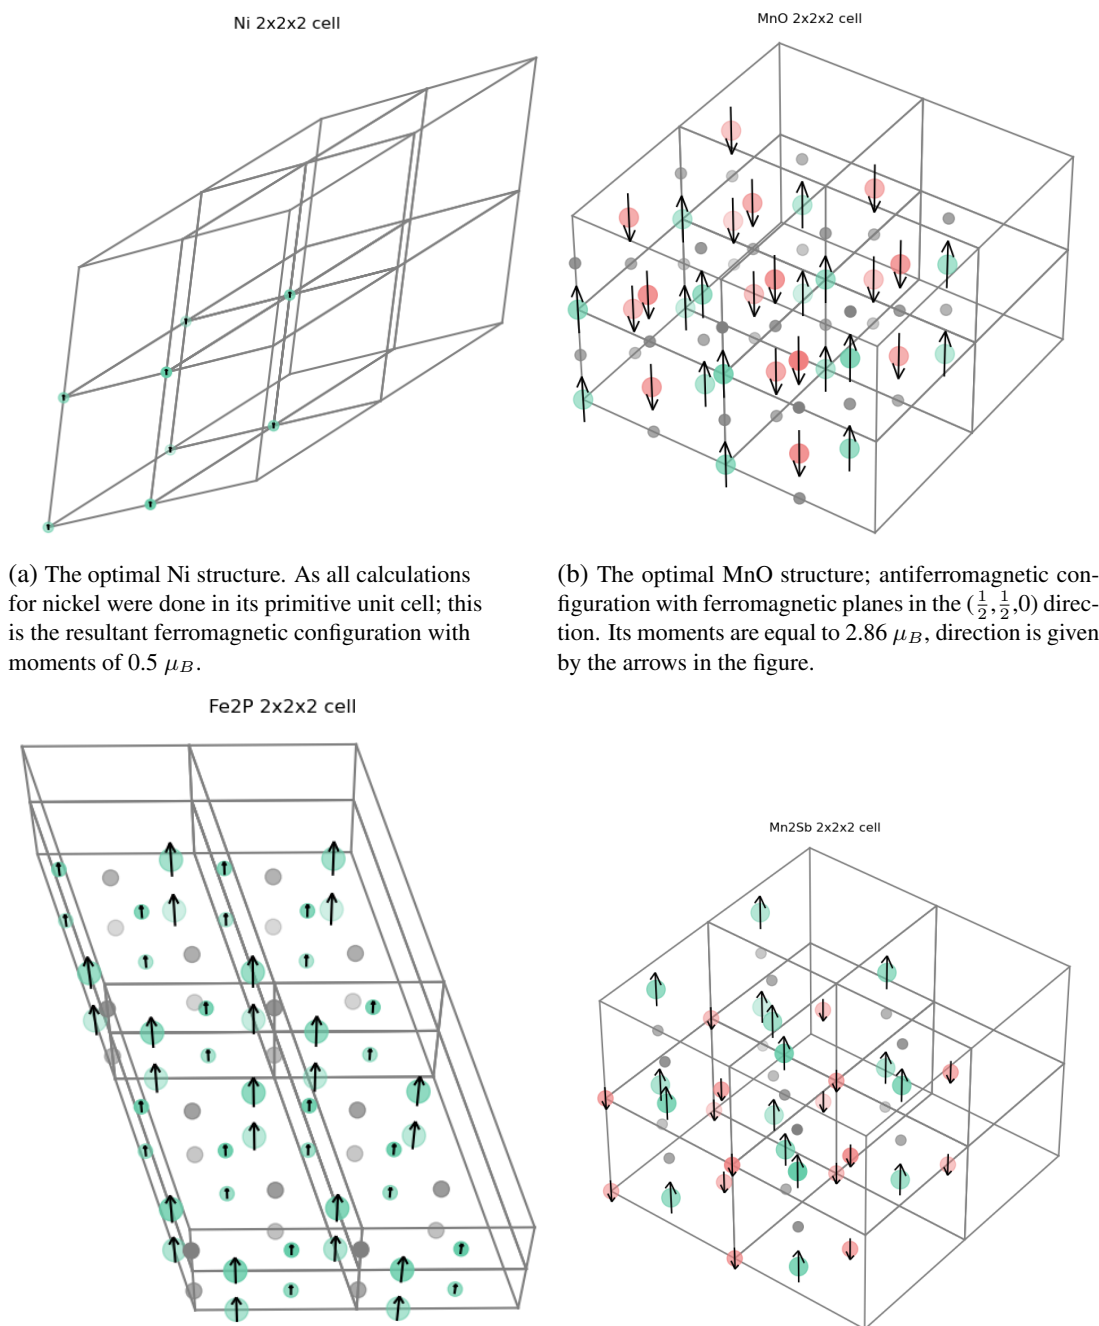 Ni 2x2x2 cell
MnO 2x2x2 cell
(a) The optimal Ni structure. As all calculations
for nickel were done in its primitive unit cell; this
is the resultant ferromagnetic configuration with
moments of 0.5 μB.
(b) The optimal MnO structure; antiferromagnetic con-
figuration with ferromagnetic planes in the (1/2,1/2,0) direc-
tion. Its moments are equal to 2.86 μB, direction is given
by the arrows in the figure.
Fe2P 2x2x2 cell
Mn2Sb 2x2x2 cell